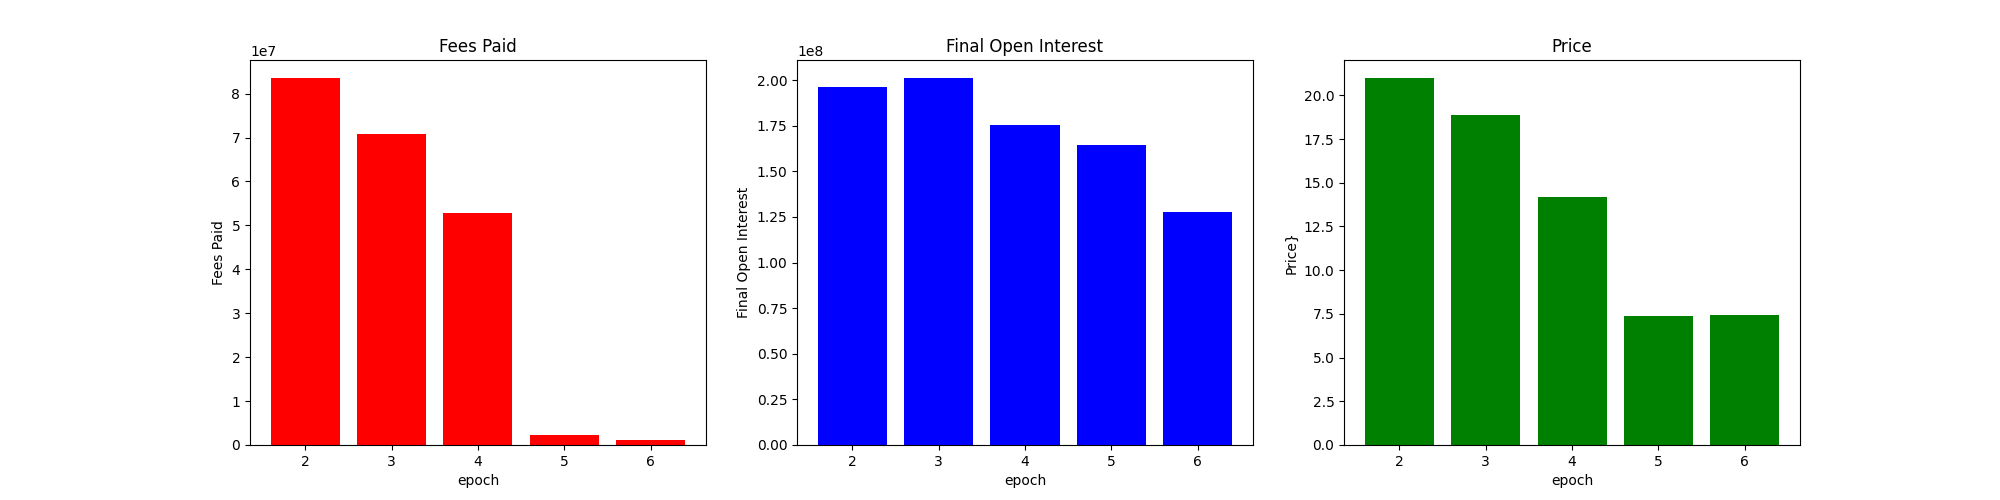 Fees Paid
1e7
8
7
6
5
4
3
2
1
0
Fees Paid
2 3 4 5 6
epoch
Final Open Interest
1e8
2.00
1.75
1.50
1.25
1.00
0.75
0.50
0.25
0.00
Final Open Interest
2 3 4 5 6
epoch
Price
20.0
17.5
15.0
12.5
10.0
7.5
5.0
2.5
0.0
Price}
2 3 4 5 6
epoch